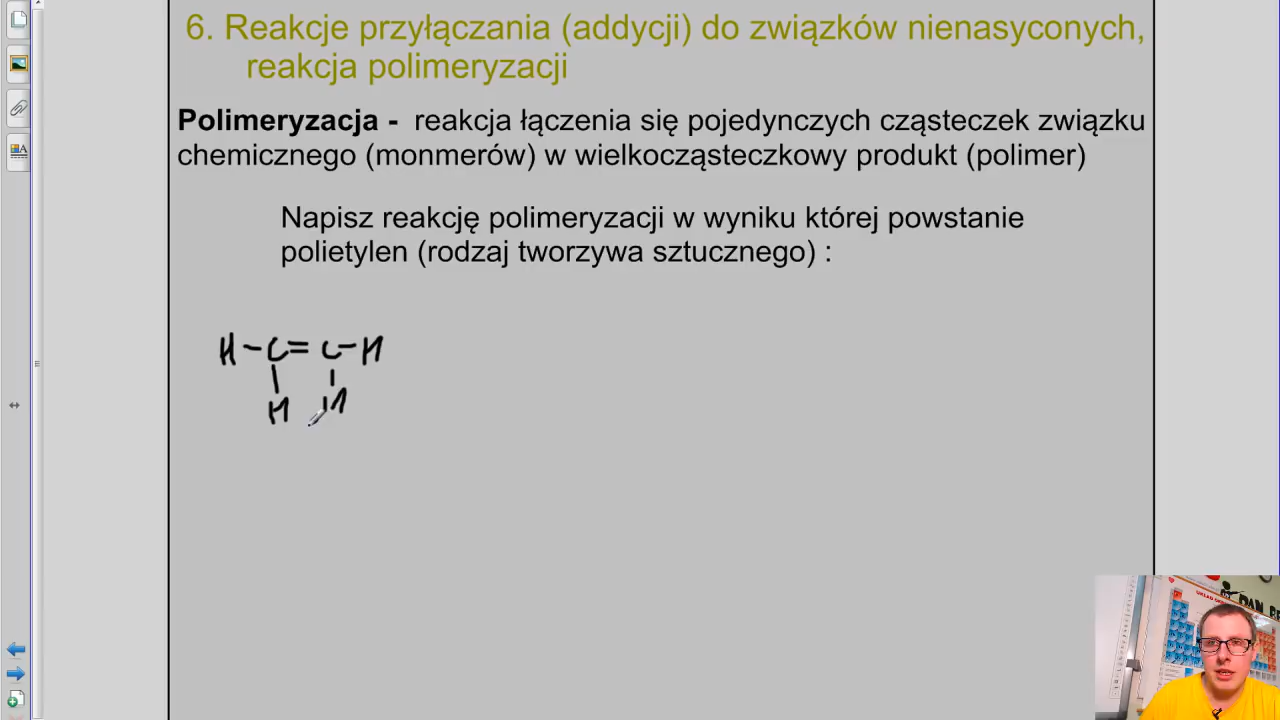 6. Reakcje przyłączania (addycji) do związków nienasyconych,
reakcja polimeryzacji
Polimeryzacja - reakcja łączenia się pojedynczych cząsteczek związku
chemicznego (monmerów) w wielkocząsteczkowy produkt (polimer)
Napisz reakcję polimeryzacji w wyniku której powstanie
polietylen (rodzaj tworzywa sztucznego) :
H-C=C-H
H H